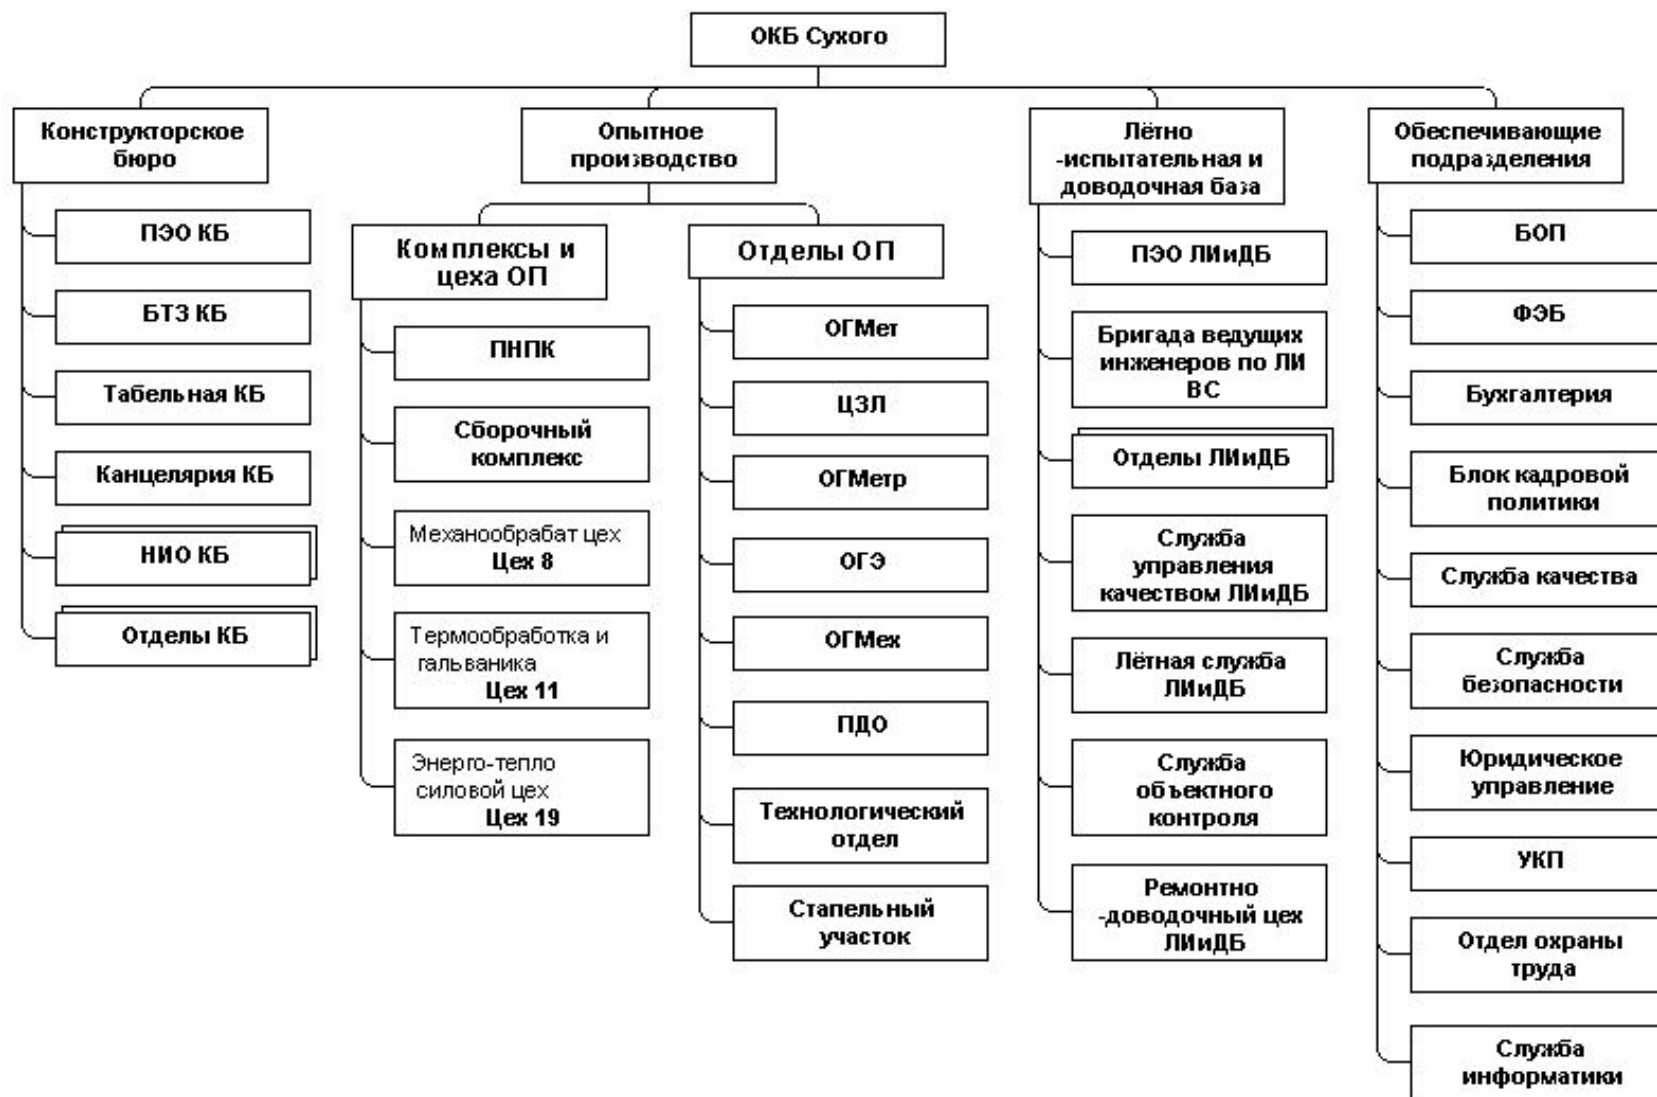 ОКБ Сухого
Конструкторское
бюро
ПЭО КБ
БТЗ КБ
Табельная КБ
Канцелярия КБ
НИО КБ
Отделы КБ
Опытное
производство
Комплексы и
цеха ОП
ПНПК
Сборочный
комплекс
Механообрабат цех
Цех 8
Термообработка и
гальваника
Цех 11
Энерго-тепло
силовой цех
Цех 19
Отделы ОП
ОГМет
ЦЗЛ
ОГМетр
ОГЭ
ОГМех
ПДО
Технологический
отдел
Стапельный
участок
Лётно
-испытательная и
доводочная база
ПЭО ЛИиДБ
Бригада ведущих
инженеров по ЛИ
ВС
Отделы ЛИиДБ
Служба
управления
качеством ЛИиДБ
Лётная служба
ЛИиДБ
Служба
объектного
контроля
Ремонтно
-доводочный цех
ЛИиДБ
Обеспечивающие
подразделения
БОП
ФЭБ
Бухгалтерия
Блок кадровой
политики
Служба качества
Служба
безопасности
Юридическое
управление
УКП
Отдел охраны
труда
Служба
информатики